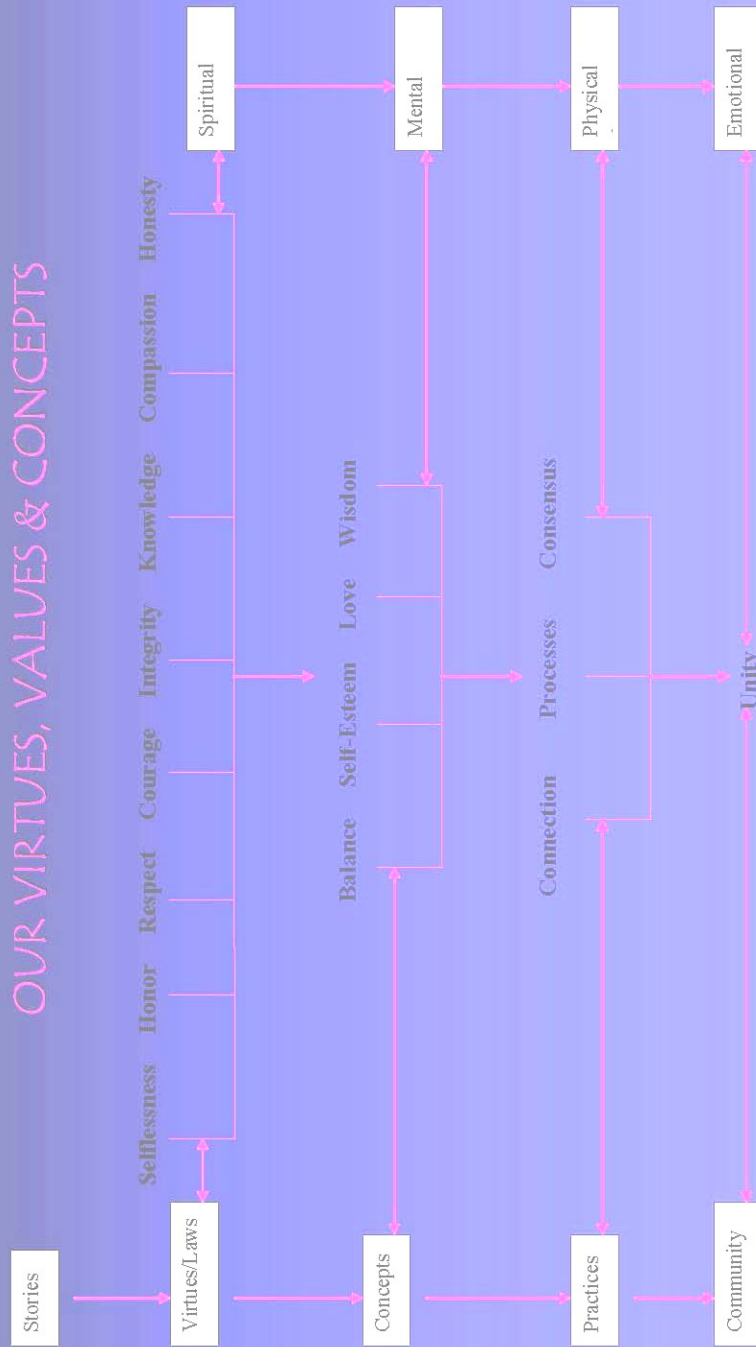 OUR VIRTUES, VALUES & CONCEPTS
Stories
Selflessness Honor Respect Courage Integrity Knowledge Compassion Honesty
Virtues/Laws
Spiritual
Balance Self-Esteem Love Wisdom
Concepts
Mental
Connection Processes Consensus
Practices
Physical
Community
Unity
Emotional